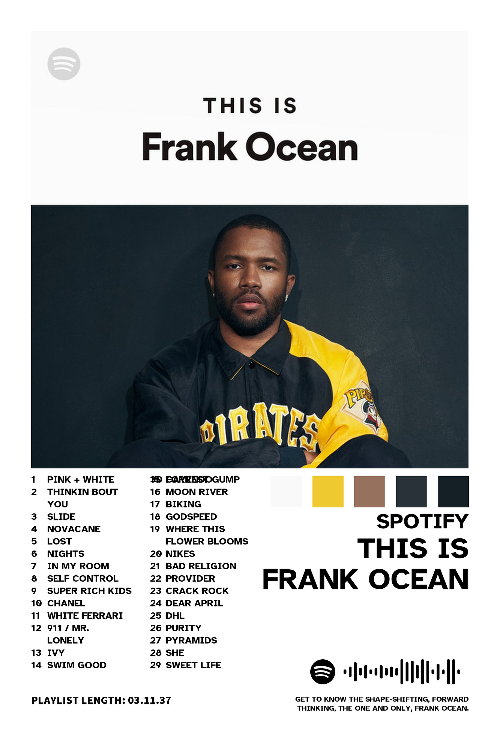 THIS IS
Frank Ocean
PIRATES
1 PINK + WHITE
2 THINKIN BOUT
YOU
3 SLIDE
4 NOVACANE
5 LOST
6 NIGHTS
7 IN MY ROOM
8 SELF CONTROL
9 SUPER RICH KIDS
10 CHANEL
11 WHITE FERRARI
12 911 / MR.
LONELY
13 IVY
14 SWIM GOOD
GUMP
16 MOON RIVER
17 BIKING
18 GODSPEED
19 WHERE THIS
FLOWER BLOOMS
20 NIKES
21 BAD RELIGION
22 PROVIDER
23 CRACK ROCK
24 DEAR APRIL
25 DHL
26 PURITY
27 PYRAMIDS
28 SHE
29 SWEET LIFE
SPOTIFY
THIS IS
FRANK OCEAN
PLAYLIST LENGTH: 03.11.37
GET TO KNOW THE SHAPE-SHIFTING, FORWARD
THINKING, THE ONE AND ONLY, FRANK OCEAN.